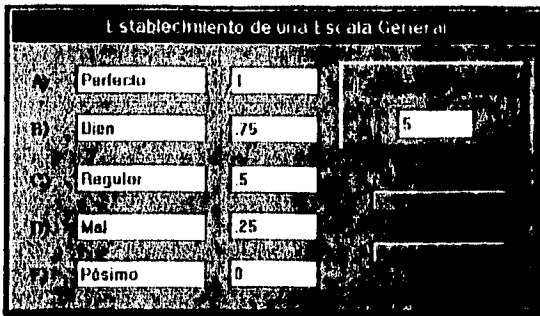 Establecimiento de una Escala General
A) Perfecto 1
B) Bien .75 5
C) Regular .5
D) Mal .25
E) Pésimo 0